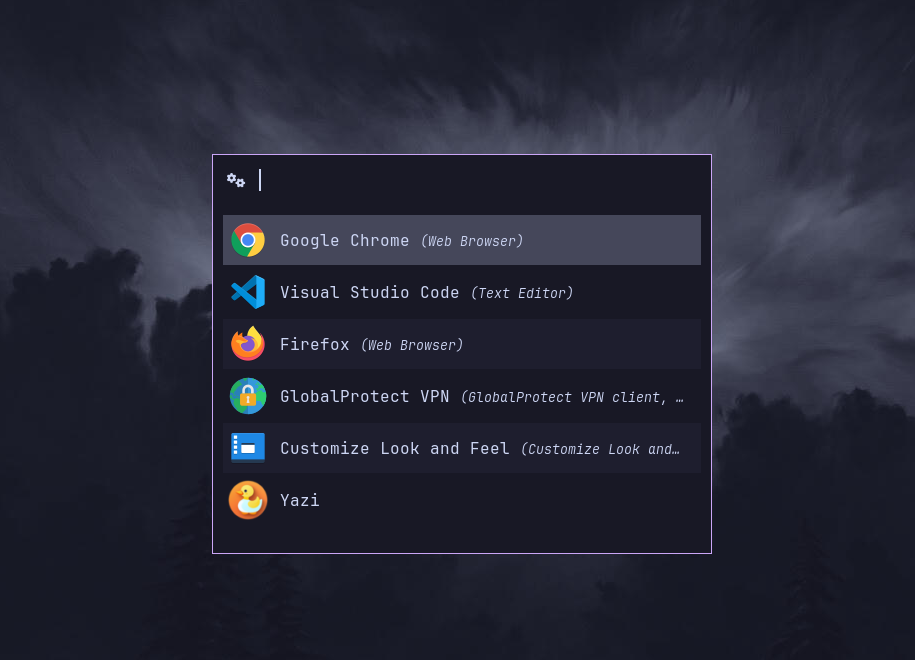 Google Chrome (Web Browser)
Visual Studio Code (Text Editor)
Firefox (Web Browser)
GlobalProtect VPN (GlobalProtect VPN client, …
Customize Look and Feel (Customize Look and…
Yazi